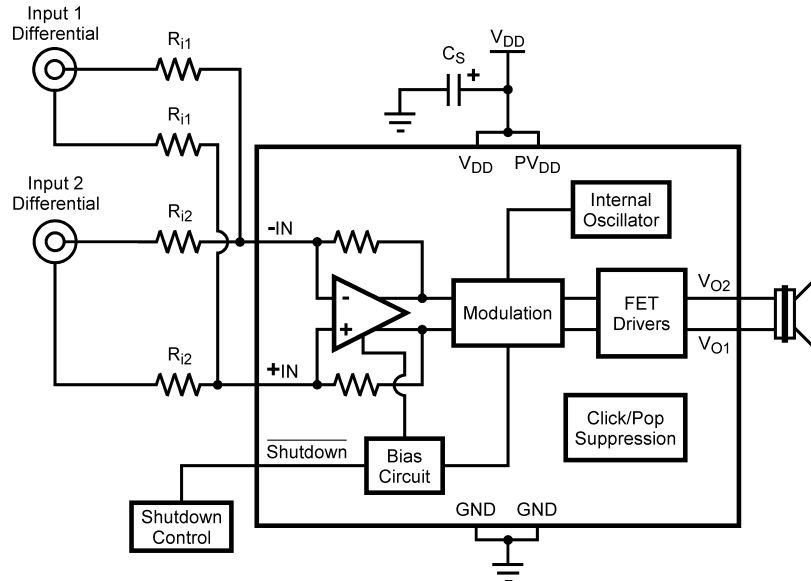 Input 1
Differential
Ri1
Ri1
Input 2
Differential
Ri2
Ri2
CS
+
VDD
VDD
PVDD
-IN
+IN
-
+
Internal
Oscillator
Modulation
FET
Drivers
VO2
VO1
Click/Pop
Suppression
Shutdown
Bias
Circuit
Shutdown
Control
GND
GND